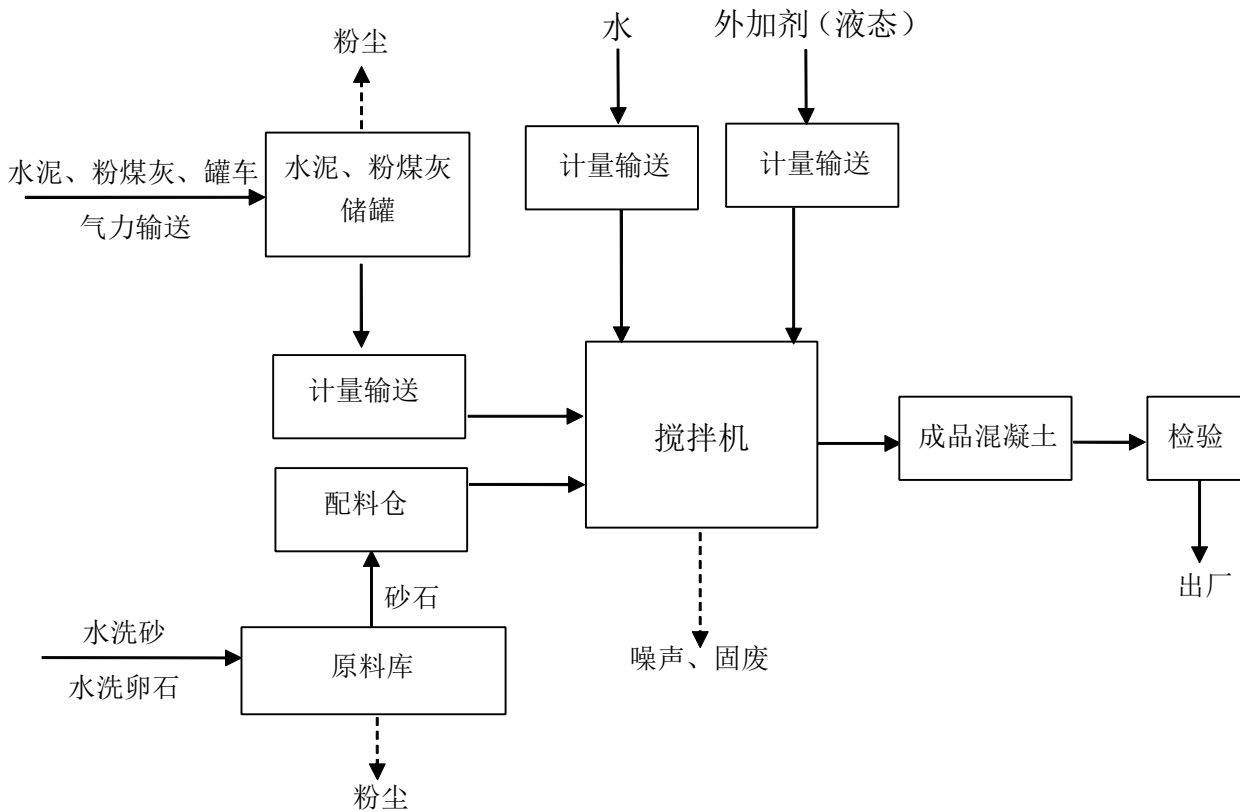 水
外加剂（液态）
粉尘
水泥、粉煤灰
储罐
计量输送
计量输送
水泥、粉煤灰、罐车
气力输送
计量输送
搅拌机
成品混凝土
检验
配料仓
出厂
砂石
水洗砂
水洗卵石
原料库
噪声、固废
粉尘